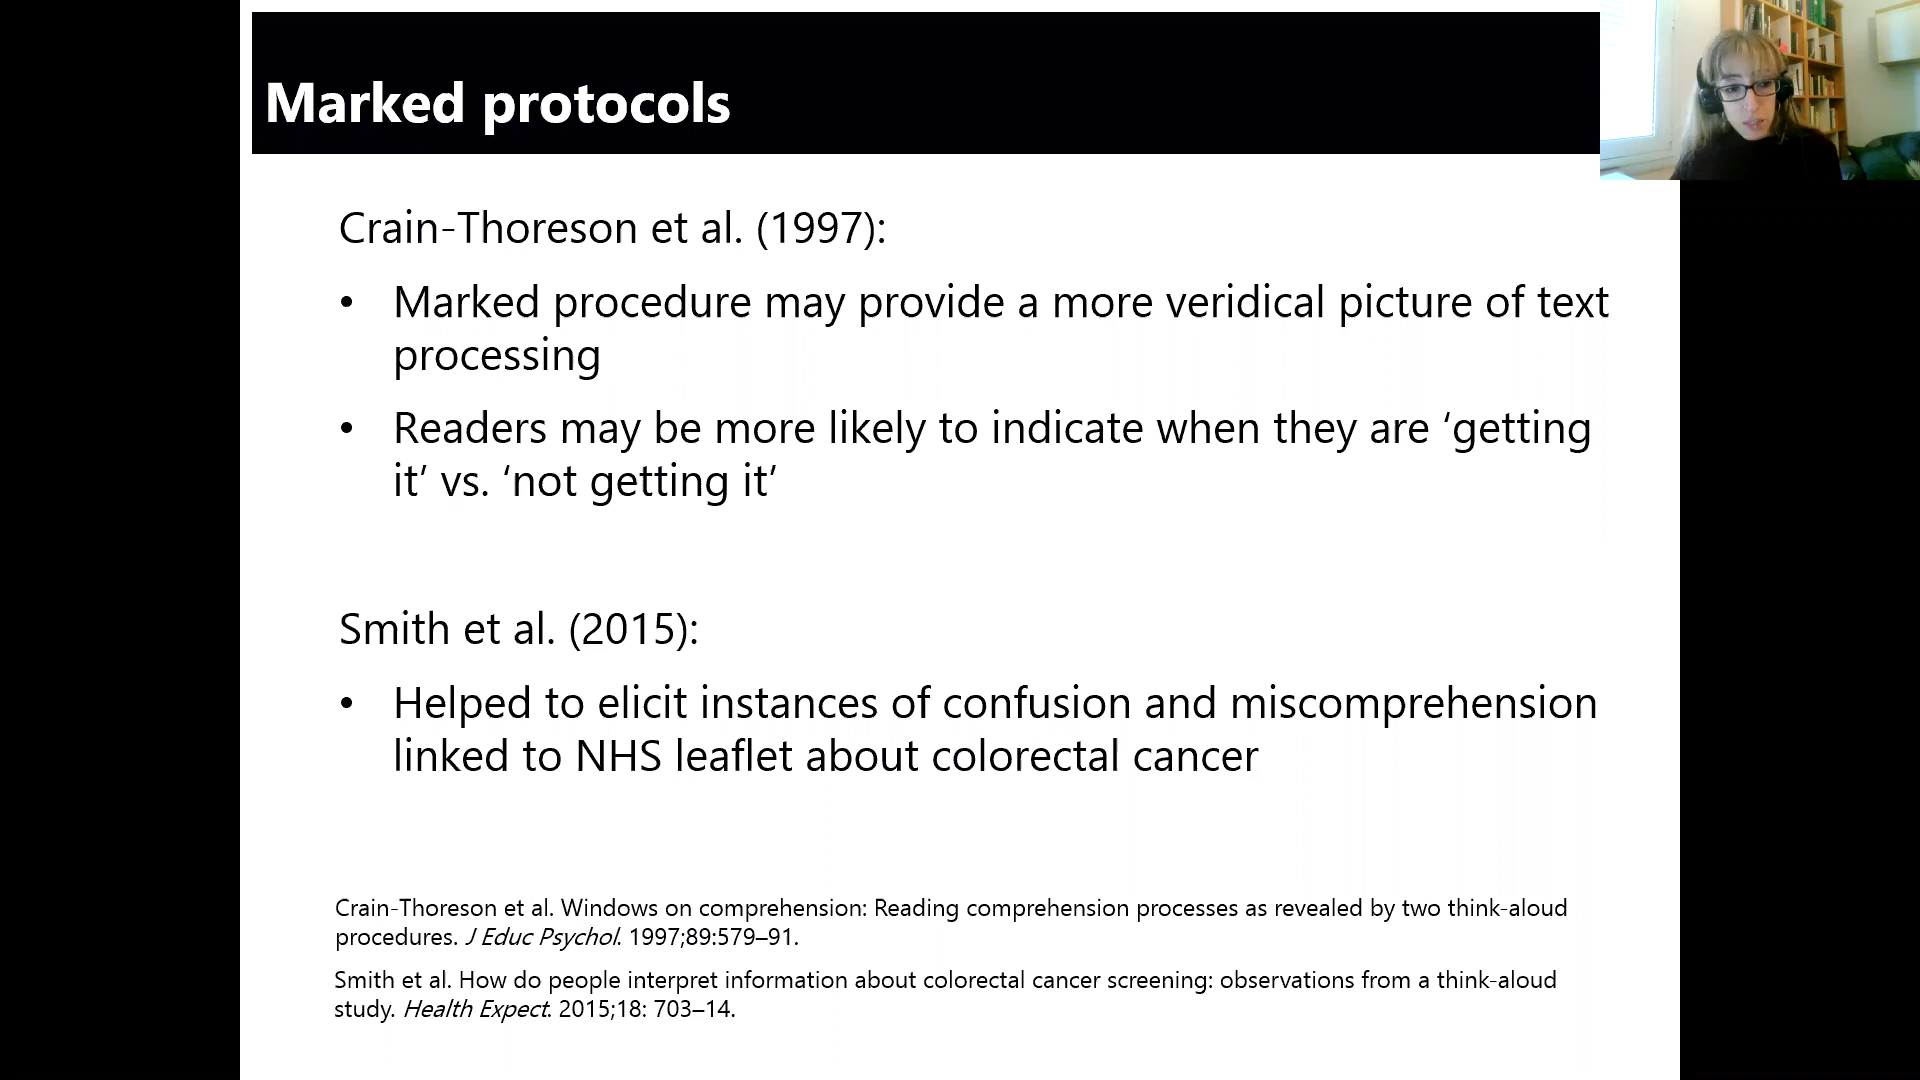 Marked protocols
Crain-Thoreson et al. (1997):
• Marked procedure may provide a more veridical picture of text
processing
• Readers may be more likely to indicate when they are ‘getting
it’ vs. ‘not getting it’
Smith et al. (2015):
• Helped to elicit instances of confusion and miscomprehension
linked to NHS leaflet about colorectal cancer
Crain-Thoreson et al. Windows on comprehension: Reading comprehension processes as revealed by two think-aloud
procedures. J Educ Psychol. 1997;89:579–91.
Smith et al. How do people interpret information about colorectal cancer screening: observations from a think-aloud
study. Health Expect. 2015;18: 703–14.